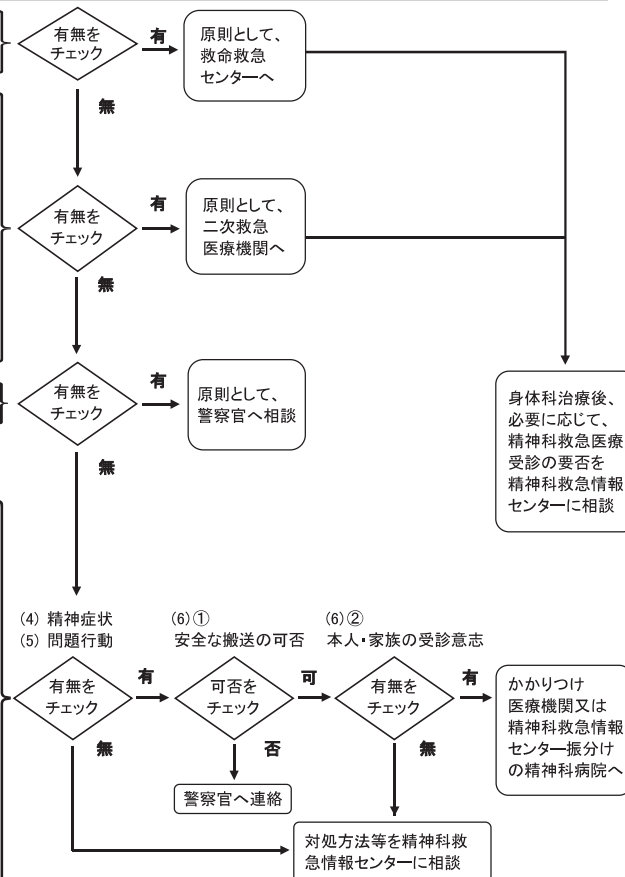 有無を
チェック
有
原則として、
救命救急
センターへ
無
有無を
チェック
有
原則として、
二次救急
医療機関へ
無
有無を
チェック
有
原則として、
警察官へ相談
無
身体科治療後、
必要に応じて、
精神科救急医療
受診の要否を
精神科救急情報
センターに相談
(4) 精神症状
(5) 問題行動
(6)①
安全な搬送の可否
(6)②
本人・家族の受診意志
有無を
チェック
有
可否を
チェック
可
有無を
チェック
有
かかりつけ
医療機関又は
精神科救急情報
センター振分け
の精神科病院へ
無
否
無
警察官へ連絡
対処方法等を精神科救
急情報センターに相談